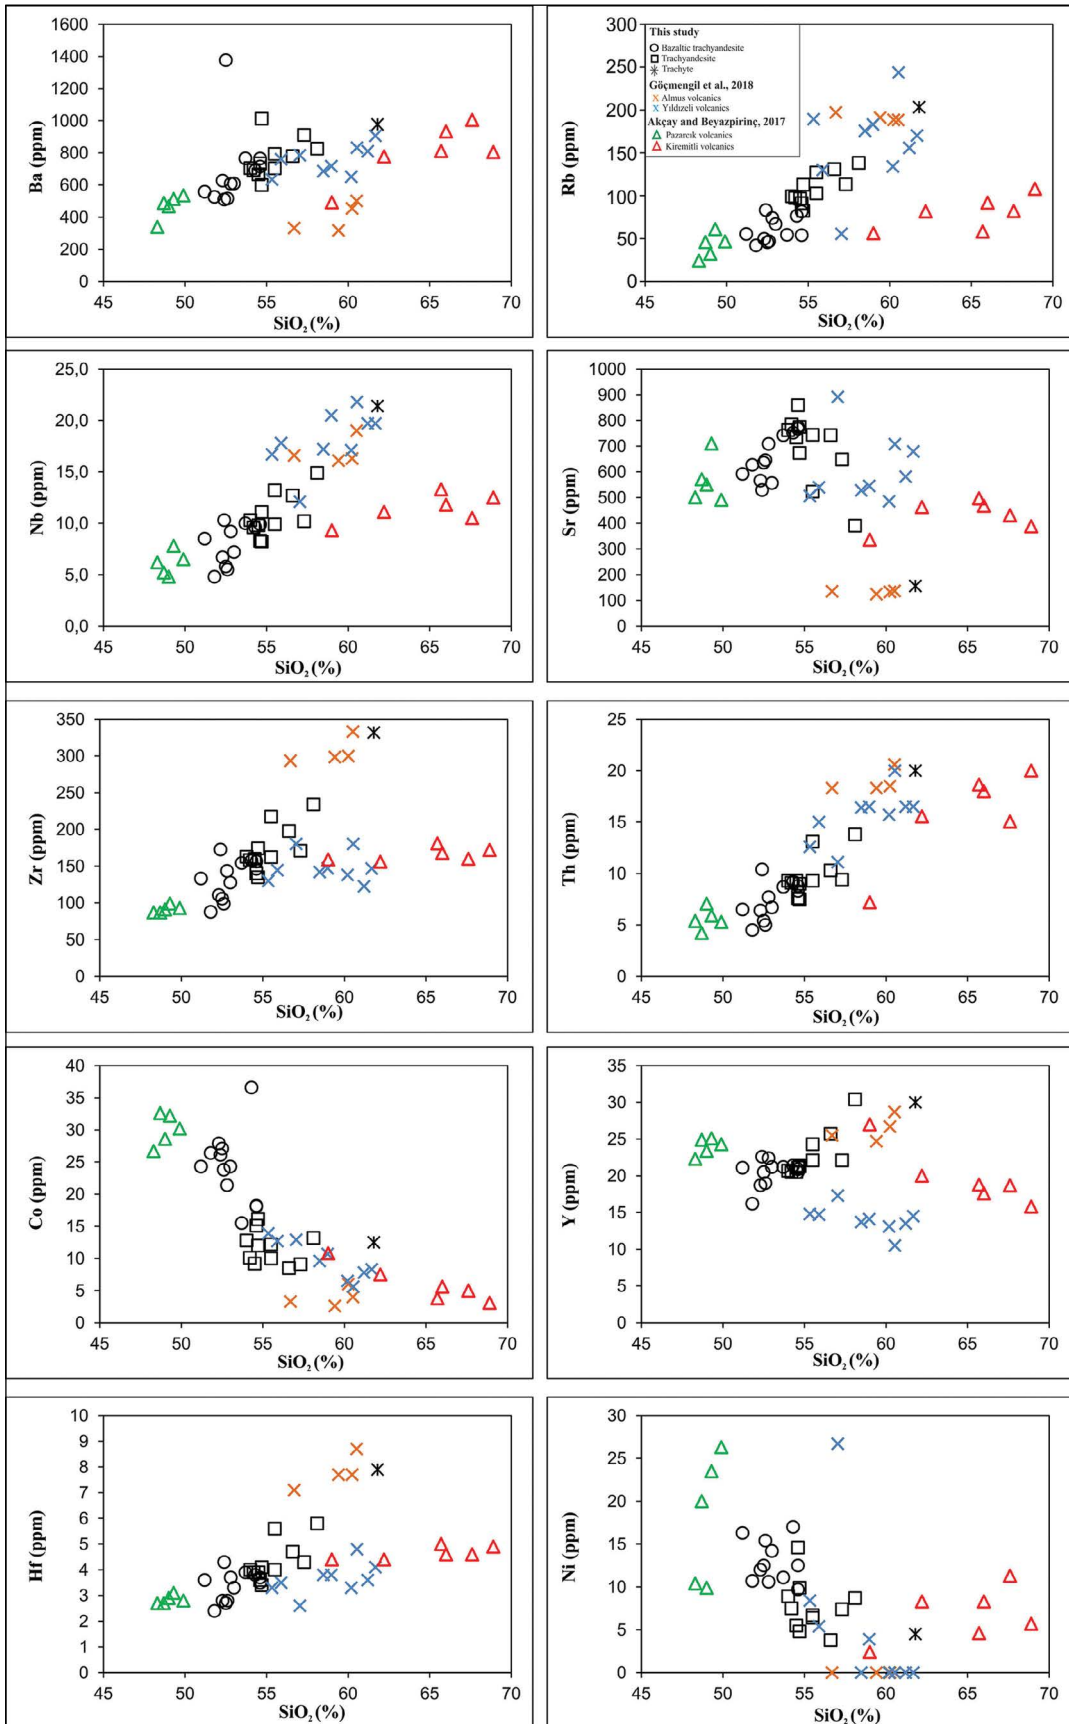 1600
1400
1200
1000
800
600
400
200
0
Ba (ppm)
45 50 55 60 65 70
SiO2 (%)
300
250
200
150
100
50
0
Rb (ppm)
This study
Bazaltic trachyandesite
Trachyandesite
Trachyte
Göçmengil et al., 2018
Almus volcanics
Yıldızeli volcanics
Akçay and Beyazpirinç, 2017
Pazarcık volcanics
Kiremitli volcanics
45 50 55 60 65 70
SiO2 (%)
25,0
20,0
15,0
10,0
5,0
0,0
Nb (ppm)
45 50 55 60 65 70
SiO2 (%)
1000
900
800
700
600
500
400
300
200
100
0
Sr (ppm)
45 50 55 60 65 70
SiO2 (%)
350
300
250
200
150
100
50
0
Zr (ppm)
45 50 55 60 65 70
SiO2 (%)
25
20
15
10
5
0
Th (ppm)
45 50 55 60 65 70
SiO2 (%)
40
35
30
25
20
15
10
5
0
Co (ppm)
45 50 55 60 65 70
SiO2 (%)
35
30
25
20
15
10
5
0
Y (ppm)
45 50 55 60 65 70
SiO2 (%)
10
9
8
7
6
5
4
3
2
1
0
Hf (ppm)
45 50 55 60 65 70
SiO2 (%)
30
25
20
15
10
5
0
Ni (ppm)
45 50 55 60 65 70
SiO2 (%)